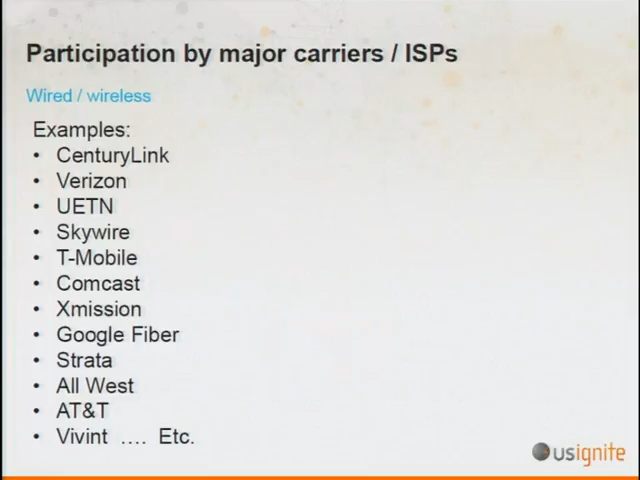 Participation by major carriers / ISPs
Wired / wireless
Examples:
• CenturyLink
• Verizon
• UETN
• Skywire
• T-Mobile
• Comcast
• Xmission
• Google Fiber
• Strata
• All West
• AT&T
• Vivint .... Etc.
usignite